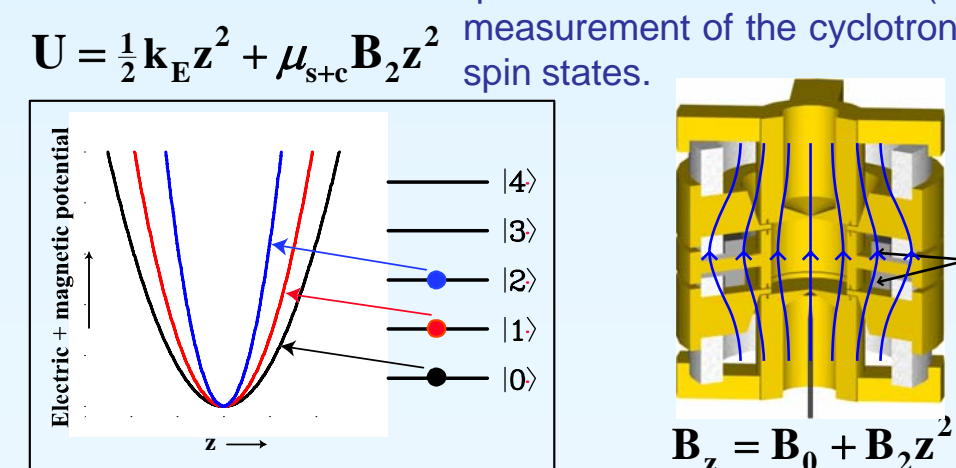 measurement of the cyclotron
spin states.
U = ½ k_E z² + μ_{s+c} B₂ z²
Electric + magnetic potential
z
|4⟩
|3⟩
|2⟩
|1⟩
|0⟩
B_z = B₀ + B₂z²